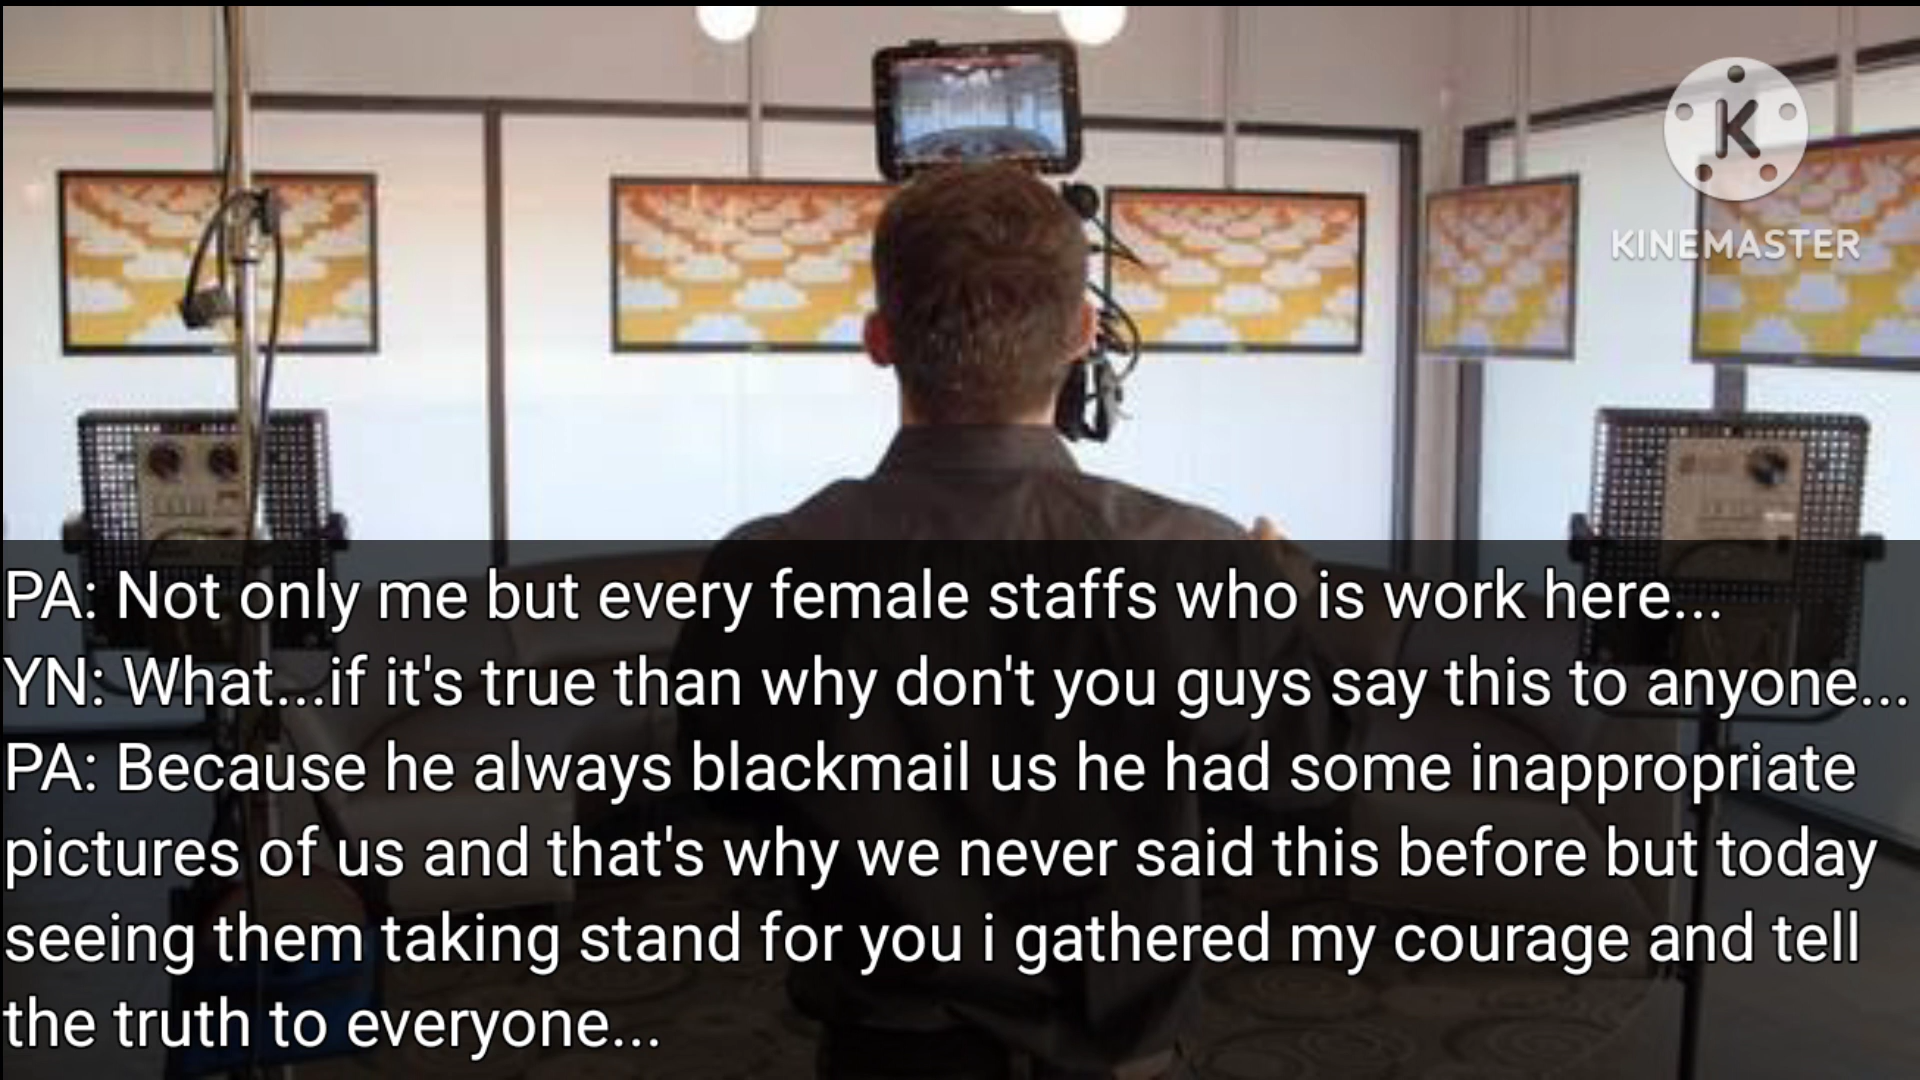 K
KINEMASTER
PA: Not only me but every female staffs who is work here...
YN: What...if it's true than why don't you guys say this to anyone...
PA: Because he always blackmail us he had some inappropriate
pictures of us and that's why we never said this before but today
seeing them taking stand for you i gathered my courage and tell
the truth to everyone...